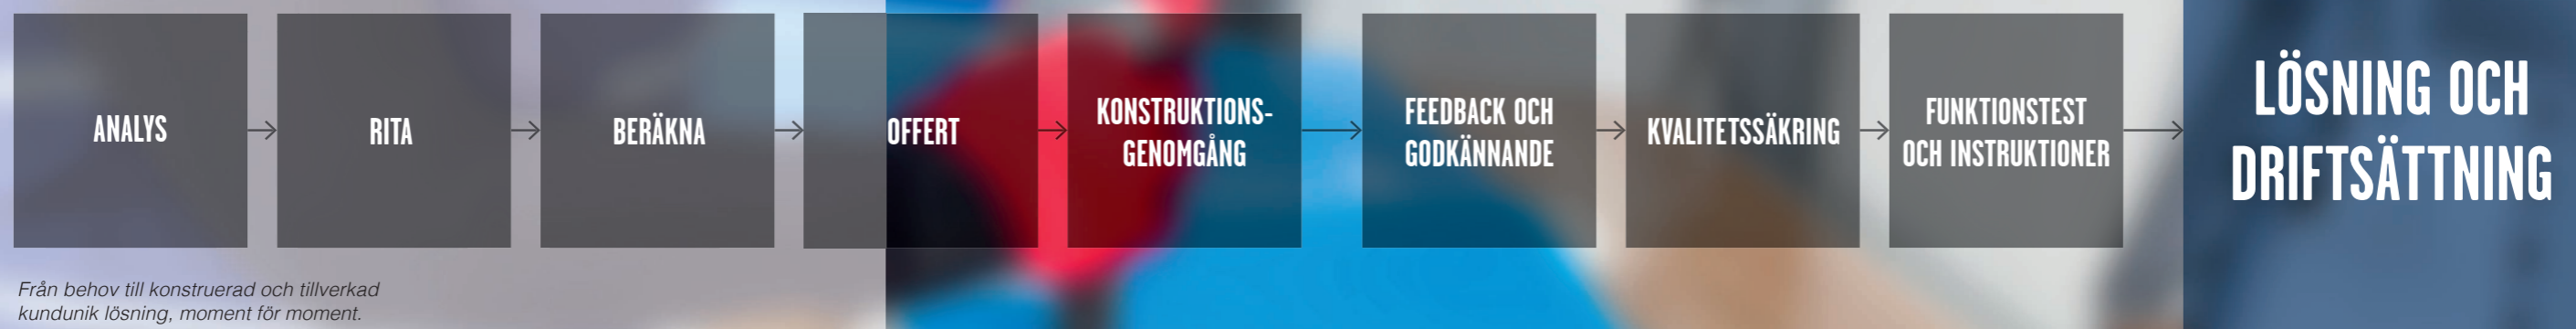 ANALYS
RITA
BERÄKNA
OFFERT
KONSTRUKTIONS-
GENOMGÅNG
FEEDBACK OCH
GODKÄNNANDE
KVALITETSSÄKRING
FUNKTIONSTEST
OCH INSTRUKTIONER
LÖSNING OCH
DRIFTSÄTTNING
Från behov till konstruerad och tillverkad
kundunik lösning, moment för moment.